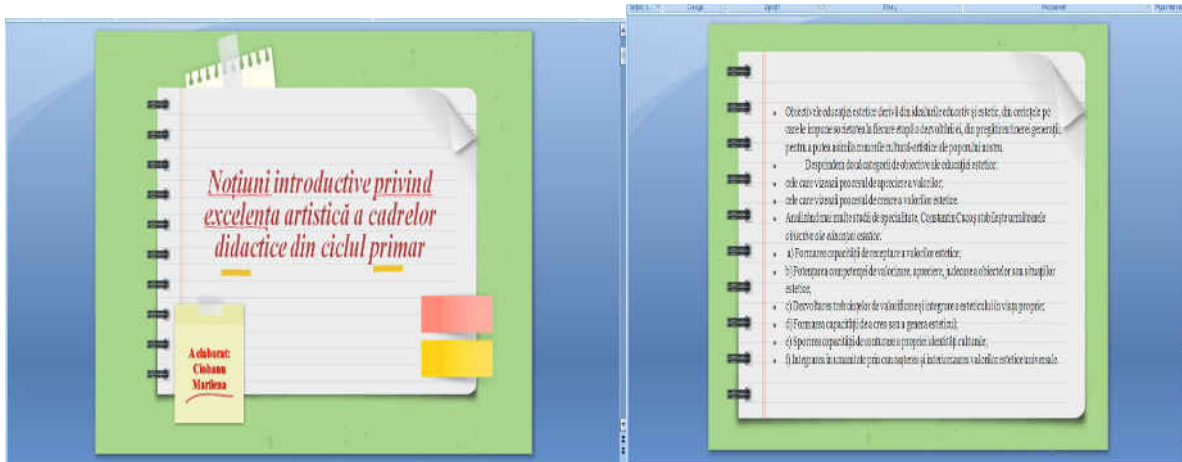 Noțiuni introductive privind
excelența artistică a cadrelor
didactice din ciclul primar
A elaborat:
Ciobanu
Marilena
Obiectivele educației estetice derivă din idealurile educativ și estetic, din cerințele pe
care le impune societatea la fiecare etapă a dezvoltării ei, din pregătirea tinerei generații,
pentru a putea asimila comorile cultural-artistice ale poporului nostru.
Desprindem două categorii de obiective ale educației estetice:
cele care vizează procesul de apreciere a valorilor;
cele care vizează procesul de creare a valorilor estetice.
Analizând mai multe studii de specialitate, Constantin Cucoș stabilește următoarele
obiective ale educației estetice:
a) Formarea capacității de receptare a valorilor estetice;
b) Potențarea competenței de valorizare, apreciere, judecare a obiectelor sau situațiilor
estetice;
c) Dezvoltarea trebuințelor de valorificare și integrare a esteticului în viața proprie;
d) Formarea capacității de a crea sau a genera esteticul;
e) Sporirea capacității de conturare a propriei identități culturale;
f) Integrarea în umanitate prin cunoașterea și interiorizarea valorilor estetice universale.